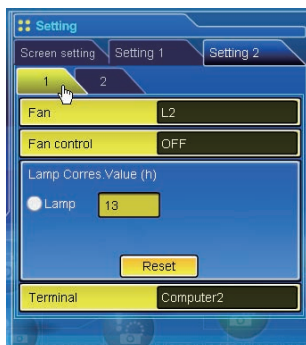 Setting
Screen setting Setting 1 Setting 2
1 2
Fan L2
Fan control OFF
Lamp Corres.Value (h)
Lamp 13
Reset
Terminal Computer2